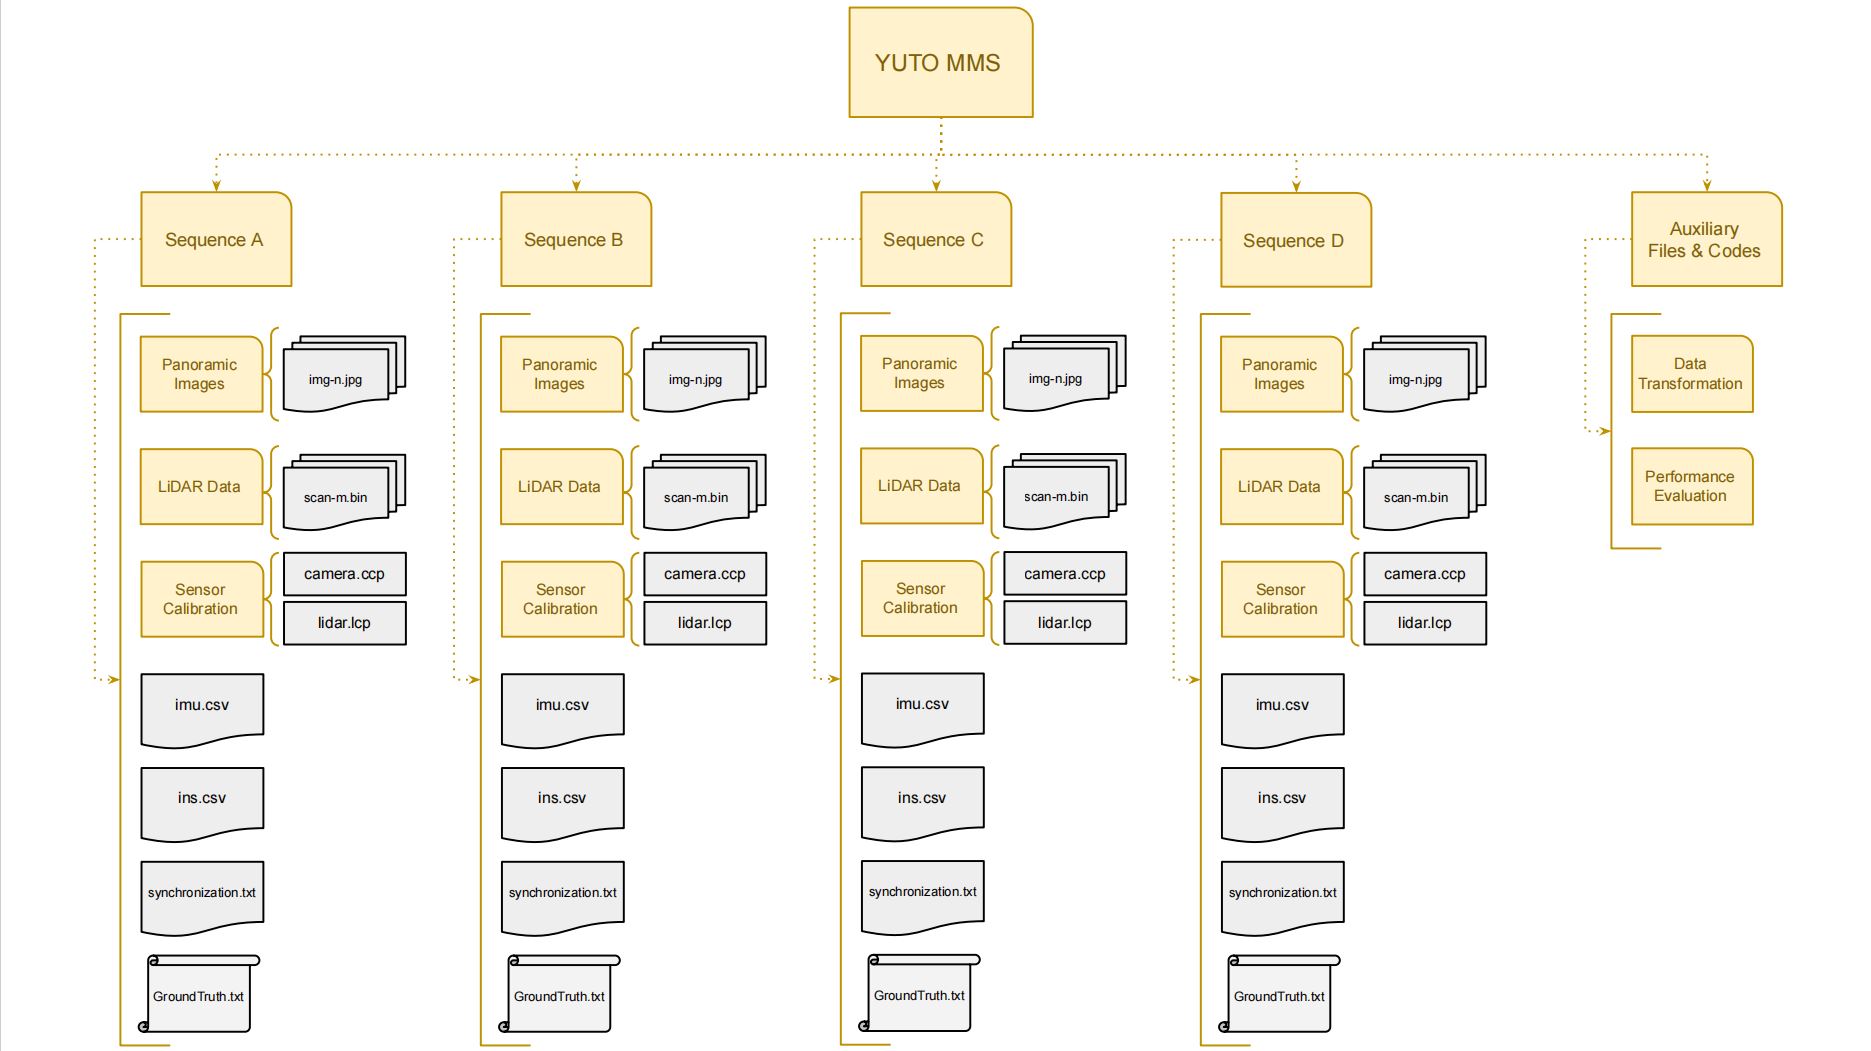 YUTO MMS
Sequence A
Sequence B
Sequence C
Sequence D
Auxiliary
Files & Codes
Panoramic
Images
img-n.jpg
LiDAR Data
scan-m.bin
Sensor
Calibration
camera.ccp
lidar.lcp
imu.csv
ins.csv
synchronization.txt
GroundTruth.txt
Panoramic
Images
img-n.jpg
LiDAR Data
scan-m.bin
Sensor
Calibration
camera.ccp
lidar.lcp
imu.csv
ins.csv
synchronization.txt
GroundTruth.txt
Panoramic
Images
img-n.jpg
LiDAR Data
scan-m.bin
Sensor
Calibration
camera.ccp
lidar.lcp
imu.csv
ins.csv
synchronization.txt
GroundTruth.txt
Panoramic
Images
img-n.jpg
LiDAR Data
scan-m.bin
Sensor
Calibration
camera.ccp
lidar.lcp
imu.csv
ins.csv
synchronization.txt
GroundTruth.txt
Data
Transformation
Performance
Evaluation